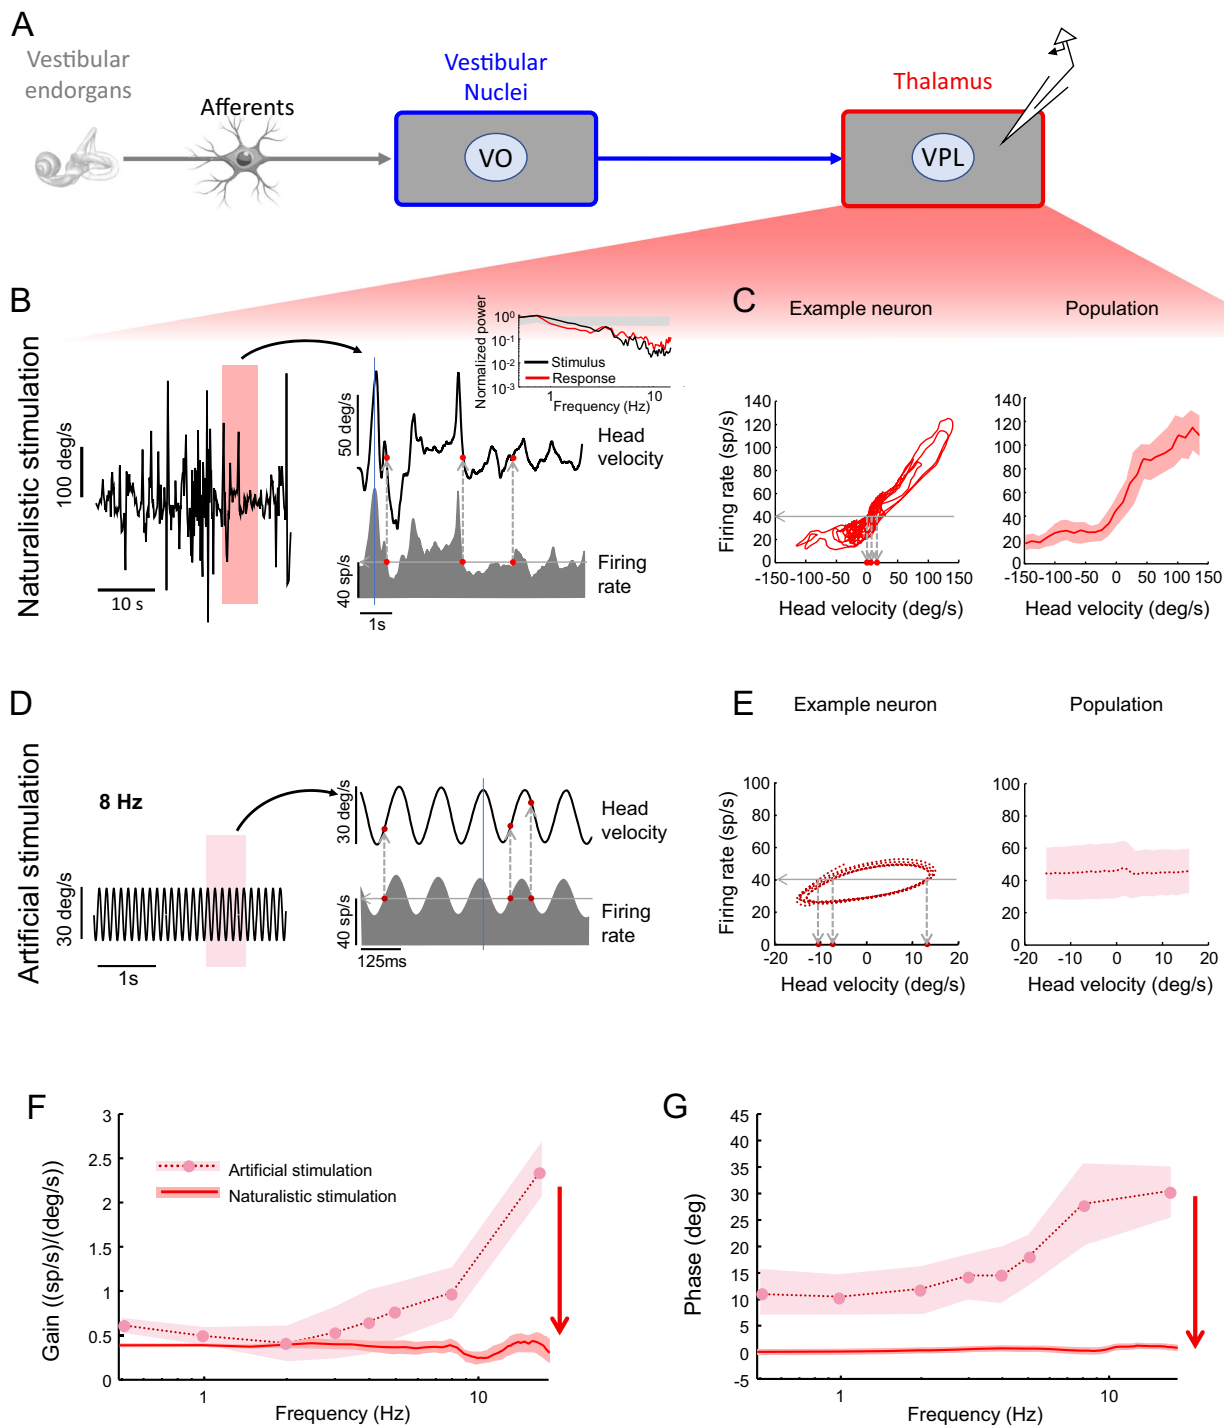 A
Vestibular
endorgans
Afferents
Vestibular
Nuclei
VO
Thalamus
VPL
B
Naturalistic stimulation
100 deg/s
10 s
50 deg/s
Head
velocity
40 sp/s
Firing
rate
1s
Normalized power
10⁰
10⁻¹
10⁻²
10⁻³
Stimulus
Response
1
10
Frequency (Hz)
C
Example neuron
Population
Firing rate (sp/s)
140
120
100
80
60
40
20
0
-150
-100
-50
0
50
100
150
Head velocity (deg/s)
140
120
100
80
60
40
20
0
-150
-100
-50
0
50
100
150
Head velocity (deg/s)
D
Artificial stimulation
8 Hz
30 deg/s
1s
30 deg/s
Head
velocity
40 sp/s
Firing
rate
125ms
E
Example neuron
Population
Firing rate (sp/s)
100
80
60
40
20
0
-20
-10
0
10
20
Head velocity (deg/s)
100
80
60
40
20
0
-20
-10
0
10
20
Head velocity (deg/s)
F
Gain ((sp/s)/(deg/s))
3
2.5
2
1.5
1
0.5
0
Artificial stimulation
Naturalistic stimulation
1
10
Frequency (Hz)
G
Phase (deg)
45
40
35
30
25
20
15
10
5
0
-5
1
10
Frequency (Hz)